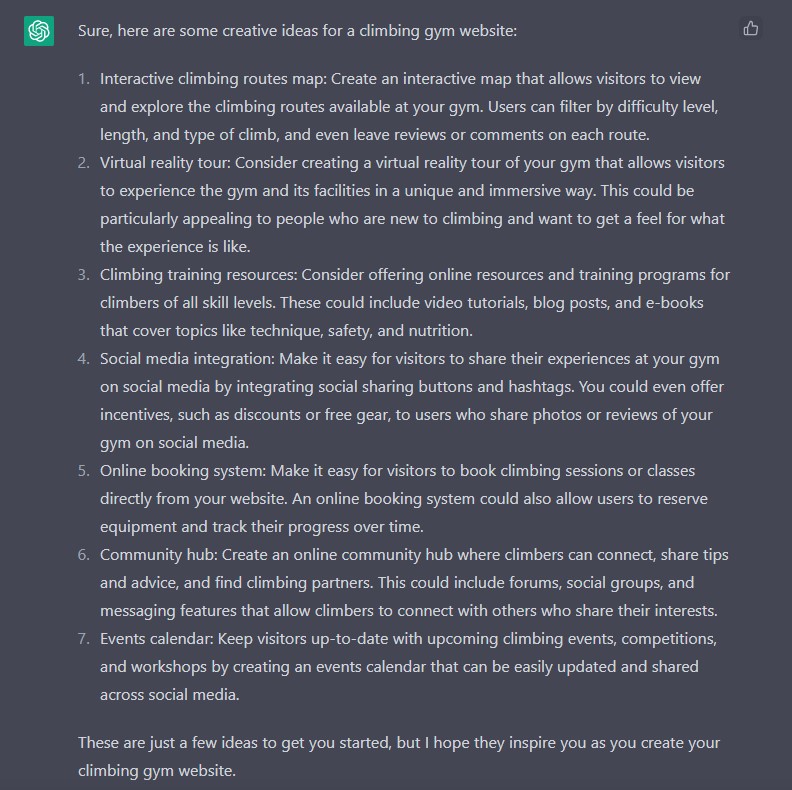 Sure, here are some creative ideas for a climbing gym website:
1. Interactive climbing routes map: Create an interactive map that allows visitors to view
and explore the climbing routes available at your gym. Users can filter by difficulty level,
length, and type of climb, and even leave reviews or comments on each route.
2. Virtual reality tour: Consider creating a virtual reality tour of your gym that allows visitors
to experience the gym and its facilities in a unique and immersive way. This could be
particularly appealing to people who are new to climbing and want to get a feel for what
the experience is like.
3. Climbing training resources: Consider offering online resources and training programs for
climbers of all skill levels. These could include video tutorials, blog posts, and e-books
that cover topics like technique, safety, and nutrition.
4. Social media integration: Make it easy for visitors to share their experiences at your gym
on social media by integrating social sharing buttons and hashtags. You could even offer
incentives, such as discounts or free gear, to users who share photos or reviews of your
gym on social media.
5. Online booking system: Make it easy for visitors to book climbing sessions or classes
directly from your website. An online booking system could also allow users to reserve
equipment and track their progress over time.
6. Community hub: Create an online community hub where climbers can connect, share tips
and advice, and find climbing partners. This could include forums, social groups, and
messaging features that allow climbers to connect with others who share their interests.
7. Events calendar: Keep visitors up-to-date with upcoming climbing events, competitions,
and workshops by creating an events calendar that can be easily updated and shared
across social media.
These are just a few ideas to get you started, but I hope they inspire you as you create your
climbing gym website.